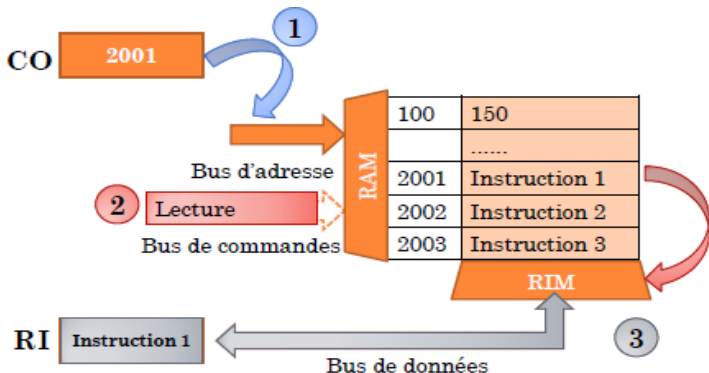 1
CO 2001
100 150
Bus d'adresse
......
RAM
2001 Instruction 1
2 Lecture
2002 Instruction 2
Bus de commandes
2003 Instruction 3
RIM
RI Instruction 1
3
Bus de données